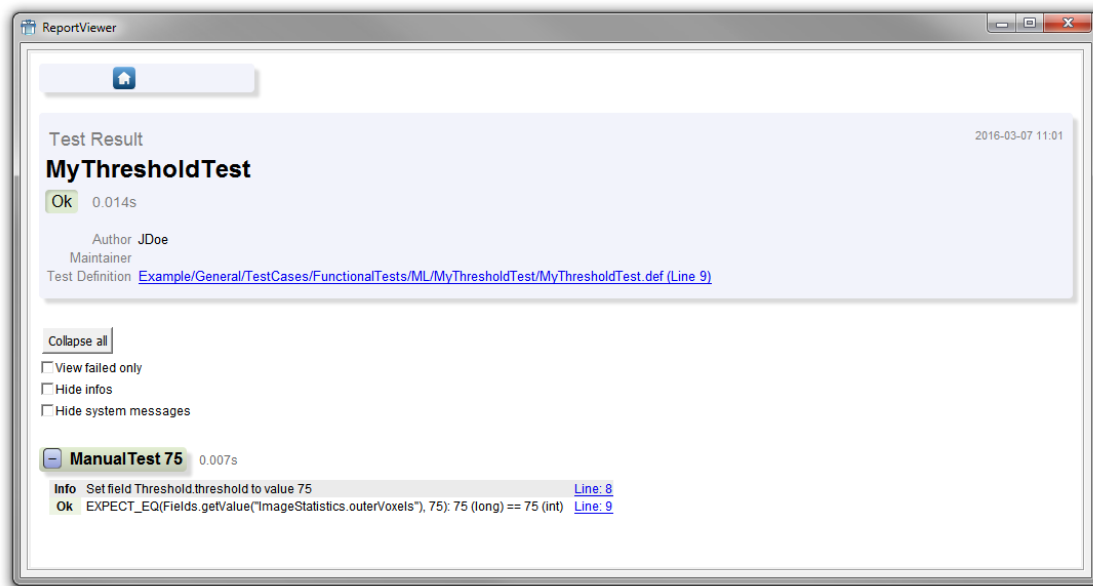 ReportViewer
Test Result
2016-03-07 11:01
MyThresholdTest
Ok 0.014s
Author JDoe
Maintainer
Test Definition Example/General/TestCases/FunctionalTests/ML/MyThresholdTest/MyThresholdTest.def (Line 9)
Collapse all
View failed only
Hide infos
Hide system messages
ManualTest 75 0.007s
Info Set field Threshold.threshold to value 75 Line: 8
Ok EXPECT_EQ(Fields.getValue("ImageStatistics.outerVoxels"), 75): 75 (long) == 75 (int) Line: 9